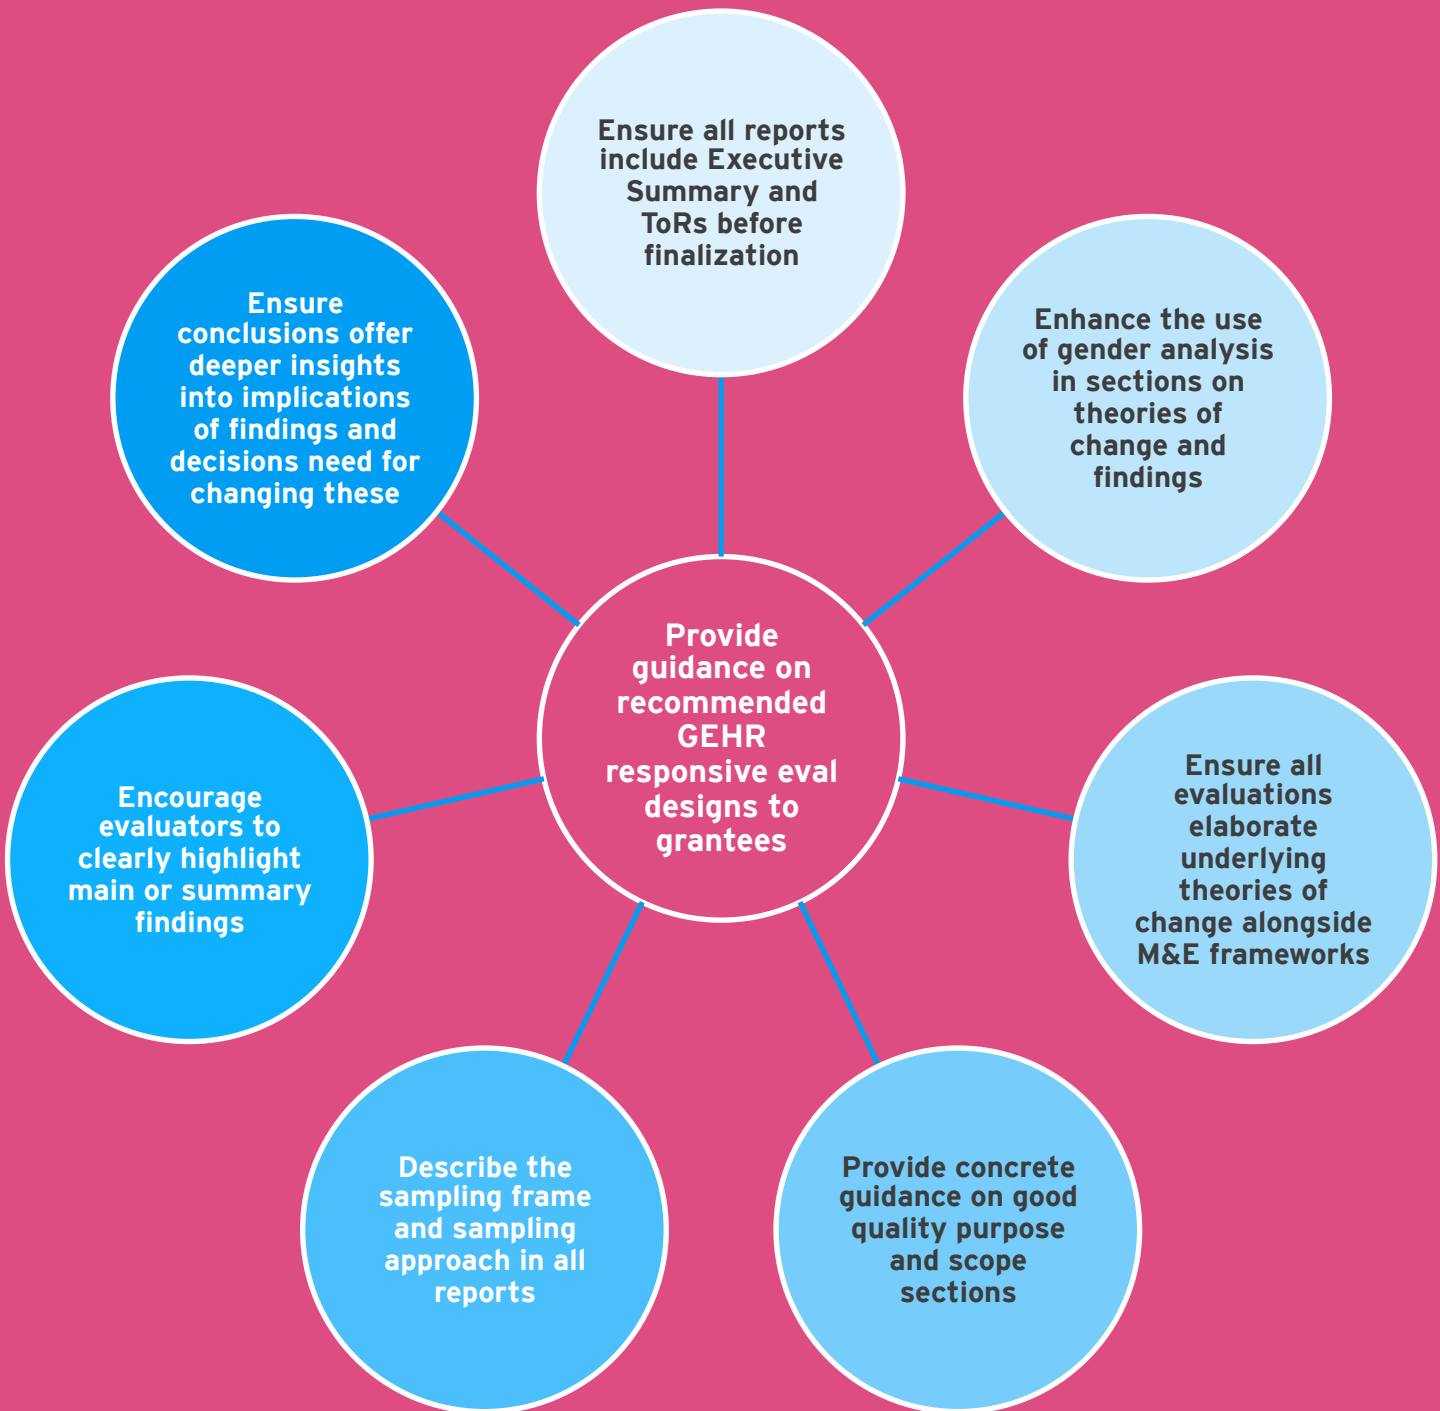 Ensure all reports
include Executive
Summary and
ToRs before
finalization
Enhance the use
of gender analysis
in sections on
theories of
change and
findings
Ensure all
evaluations
elaborate
underlying
theories of
change alongside
M&E frameworks
Provide concrete
guidance on good
quality purpose
and scope
sections
Describe the
sampling frame
and sampling
approach in all
reports
Encourage
evaluators to
clearly highlight
main or summary
findings
Ensure
conclusions offer
deeper insights
into implications
of findings and
decisions need for
changing these
Provide
guidance on
recommended
GEHR
responsive eval
designs to
grantees